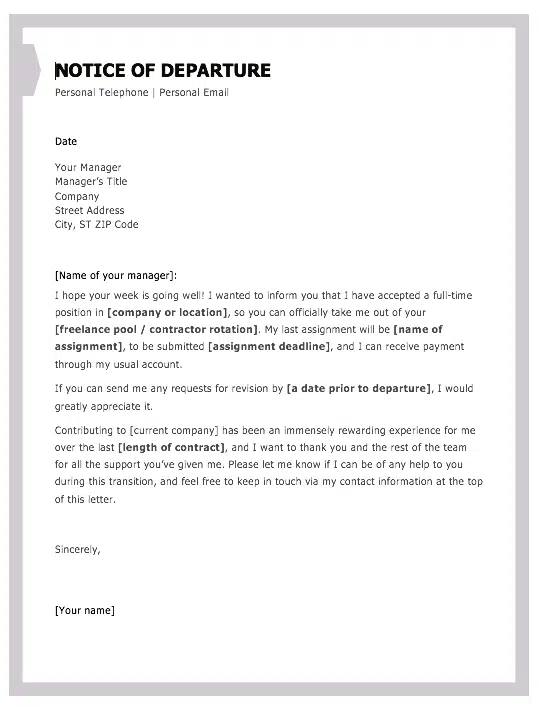 NOTICE OF DEPARTURE
Personal Telephone | Personal Email
Date
Your Manager
Manager’s Title
Company
Street Address
City, ST ZIP Code
[Name of your manager]:
I hope your week is going well! I wanted to inform you that I have accepted a full-time
position in [company or location], so you can officially take me out of your
[freelance pool / contractor rotation]. My last assignment will be [name of
assignment], to be submitted [assignment deadline], and I can receive payment
through my usual account.
If you can send me any requests for revision by [a date prior to departure], I would
greatly appreciate it.
Contributing to [current company] has been an immensely rewarding experience for me
over the last [length of contract], and I want to thank you and the rest of the team
for all the support you’ve given me. Please let me know if I can be of any help to you
during this transition, and feel free to keep in touch via my contact information at the top
of this letter.
Sincerely,
[Your name]